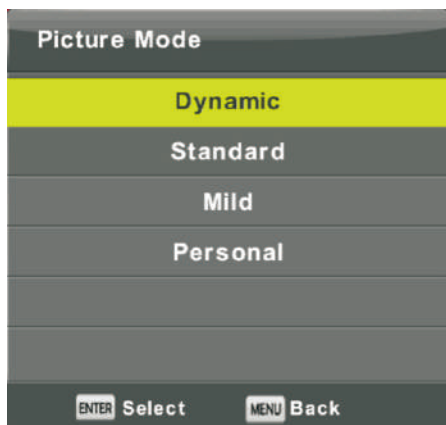 Picture Mode
Dynamic
Standard
Mild
Personal
ENTER Select MENU Back